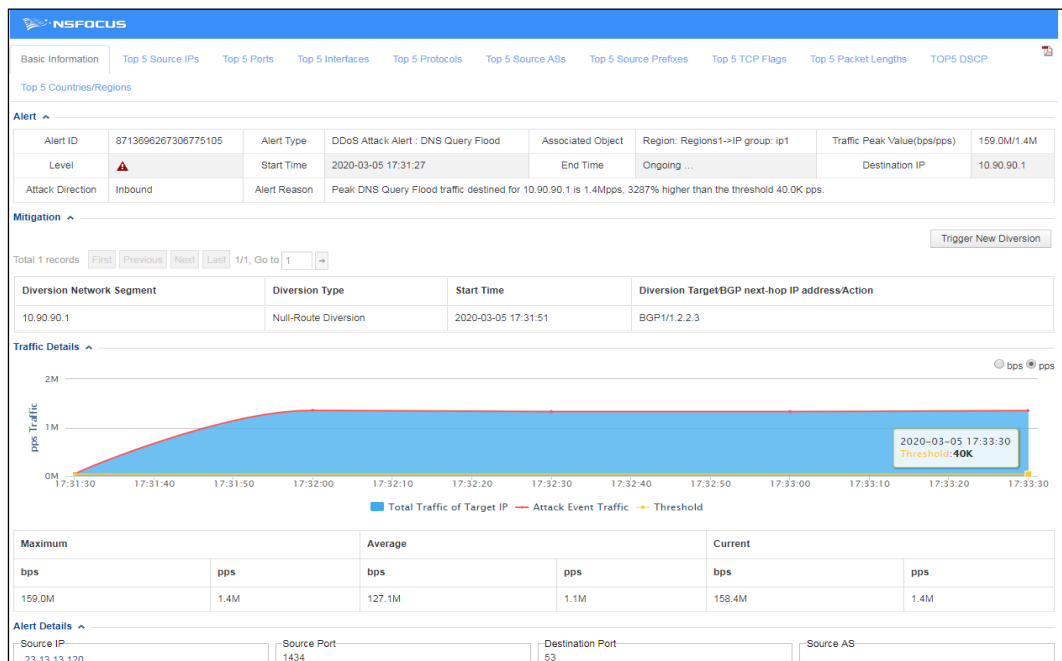 NSFOCUS
Basic Information Top 5 Source IPs Top 5 Ports Top 5 Interfaces Top 5 Protocols Top 5 Source ASs Top 5 Source Prefixes Top 5 TCP Flags Top 5 Packet Lengths TOP5 DSCP
Top 5 Countries/Regions
Alert
Alert ID 8713696267306775105 Alert Type DDoS Attack Alert : DNS Query Flood Associated Object Region: Regions1->IP group: ip1 Traffic Peak Value(bps/pps) 159.0M/1.4M
Level Start Time 2020-03-05 17:31:27 End Time Ongoing ... Destination IP 10.90.90.1
Attack Direction Inbound Alert Reason Peak DNS Query Flood traffic destined for 10.90.90.1 is 1.4Mpps, 3287% higher than the threshold 40.0K pps.
Mitigation
Trigger New Diversion
Total 1 records First Previous Next Last 1/1, Go to 1
Diversion Network Segment Diversion Type Start Time Diversion Target/BGP next-hop IP address/Action
10.90.90.1 Null-Route Diversion 2020-03-05 17:31:51 BGP1/1.2.2.3
Traffic Details
bps pps
2M
1M
0M
pps Traffic
2020-03-05 17:33:30
Threshold:40K
17:31:30 17:31:40 17:31:50 17:32:00 17:32:10 17:32:20 17:32:30 17:32:40 17:32:50 17:33:00 17:33:10 17:33:20 17:33:30
Total Traffic of Target IP Attack Event Traffic Threshold
Maximum Average Current
bps pps bps pps bps pps
159.0M 1.4M 127.1M 1.1M 158.4M 1.4M
Alert Details
Source IP Source Port Destination Port Source AS
23.13.13.120 1434 53